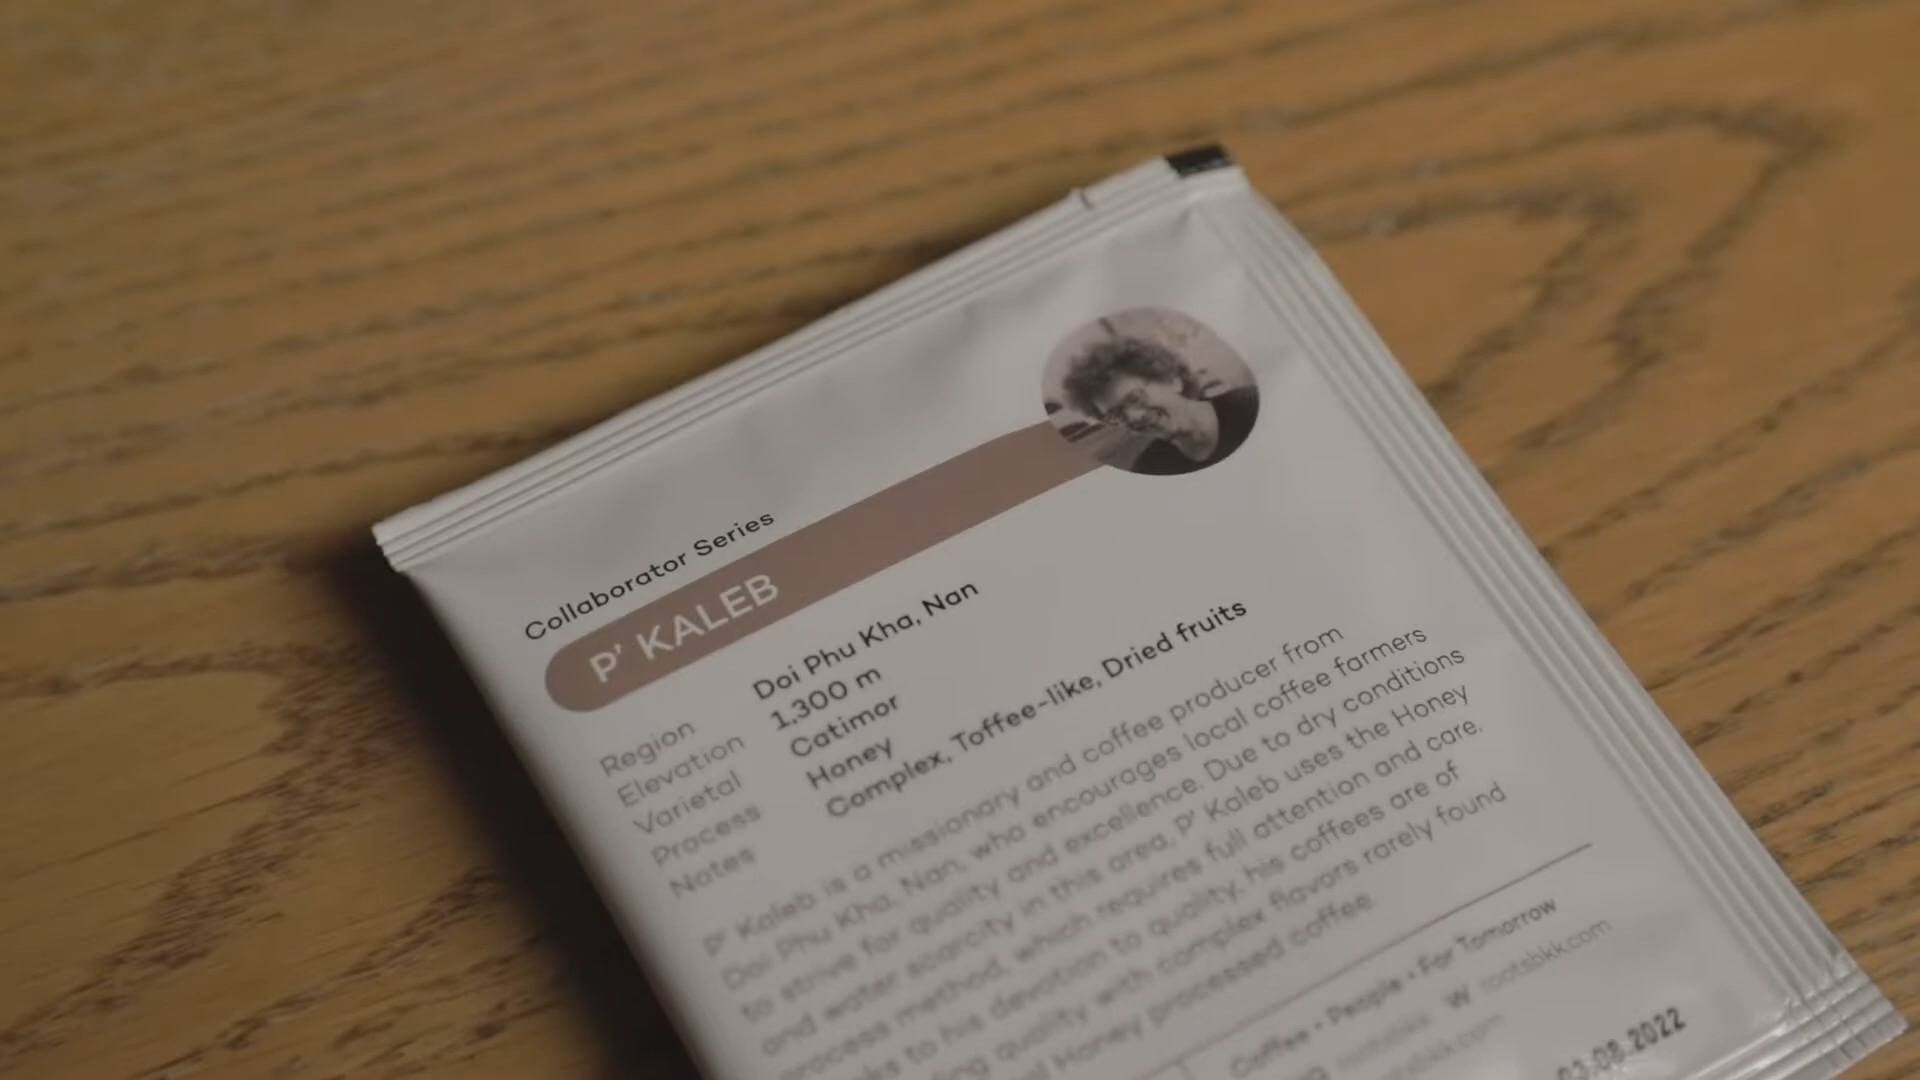 Collaborator Series
P' KALEB
Region Doi Phu Kha, Nan
Elevation 1,300 m
Varietal Catimor
Process Honey
Notes Complex, Toffee-like, Dried fruits
P' Kaleb is a missionary and coffee producer from
Doi Phu Kha, Nan, who encourages local coffee farmers
to strive for quality and excellence. Due to dry conditions
and water scarcity in this area, P' Kaleb uses the Honey
process method, which requires full attention and care.
to his devotion to quality, his coffees are of
quality with complex flavors rarely found
Honey processed coffee.
Coffee • People • For Tomorrow
W rootsbkk.com
03.08.2022